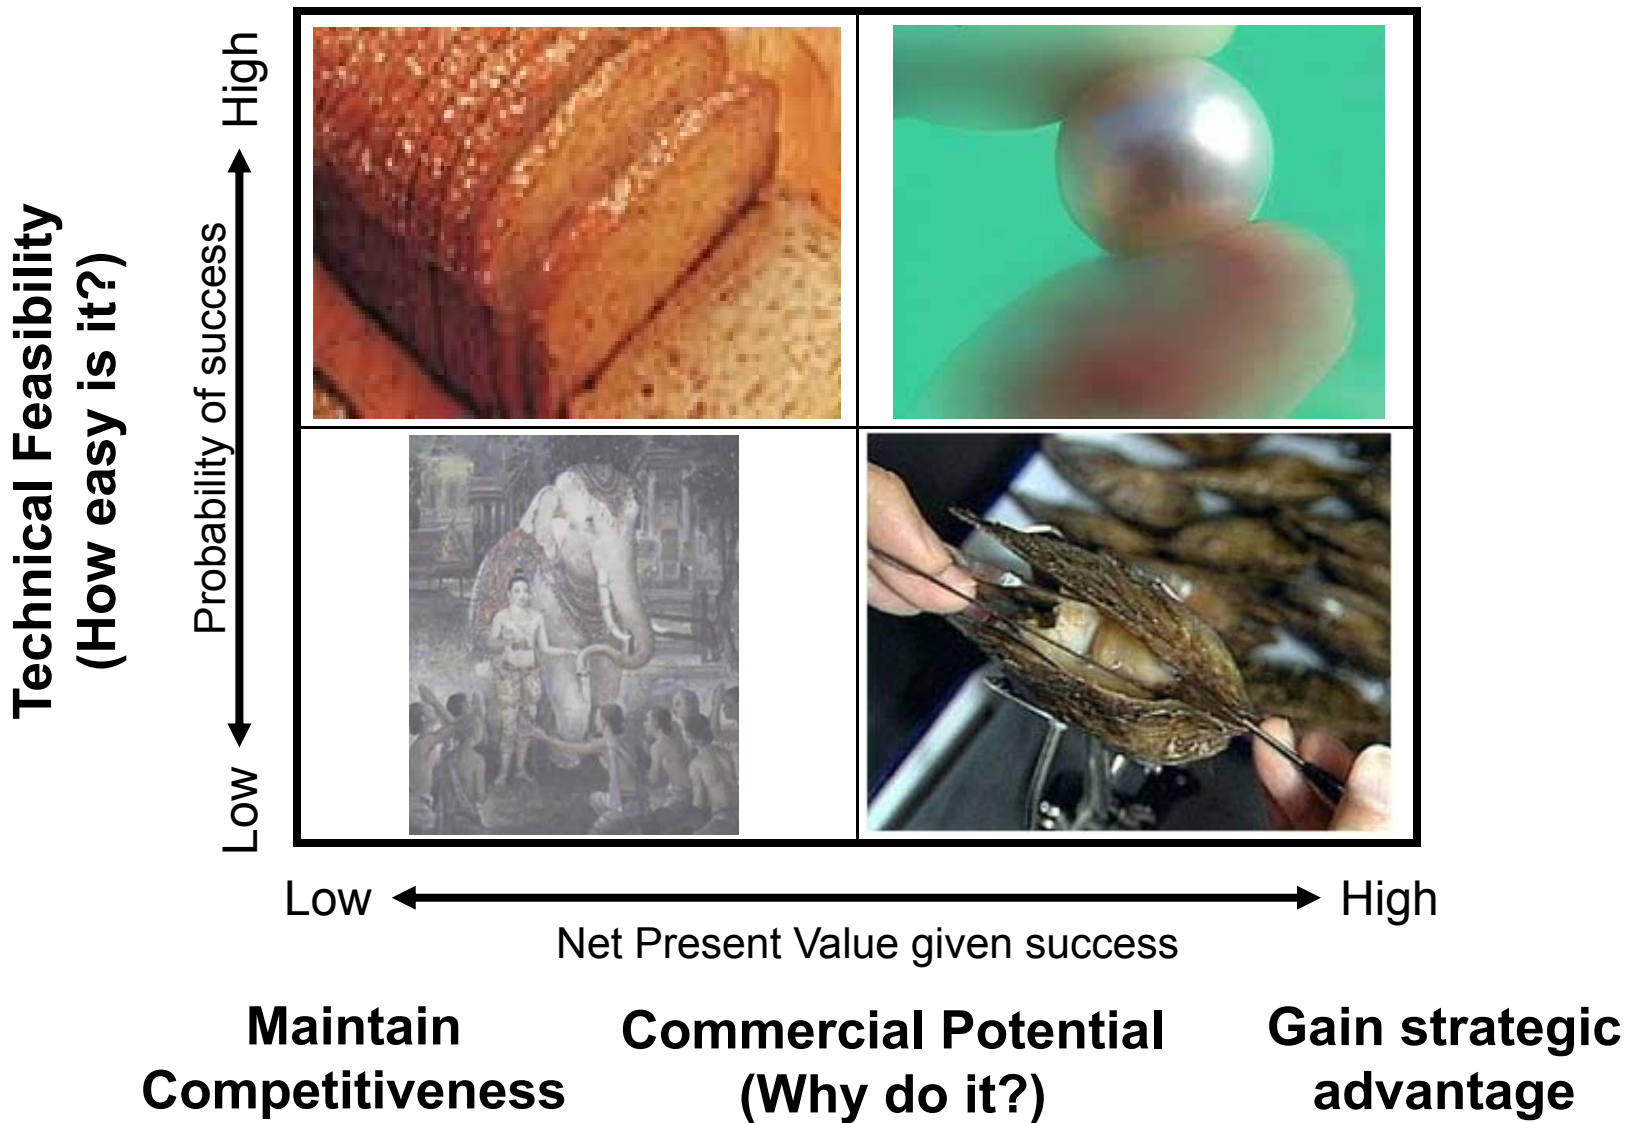 Technical Feasibility
(How easy is it?)
High
Probability of success
Low
Low
High
Net Present Value given success
Maintain
Competitiveness
Commercial Potential
(Why do it?)
Gain strategic
advantage